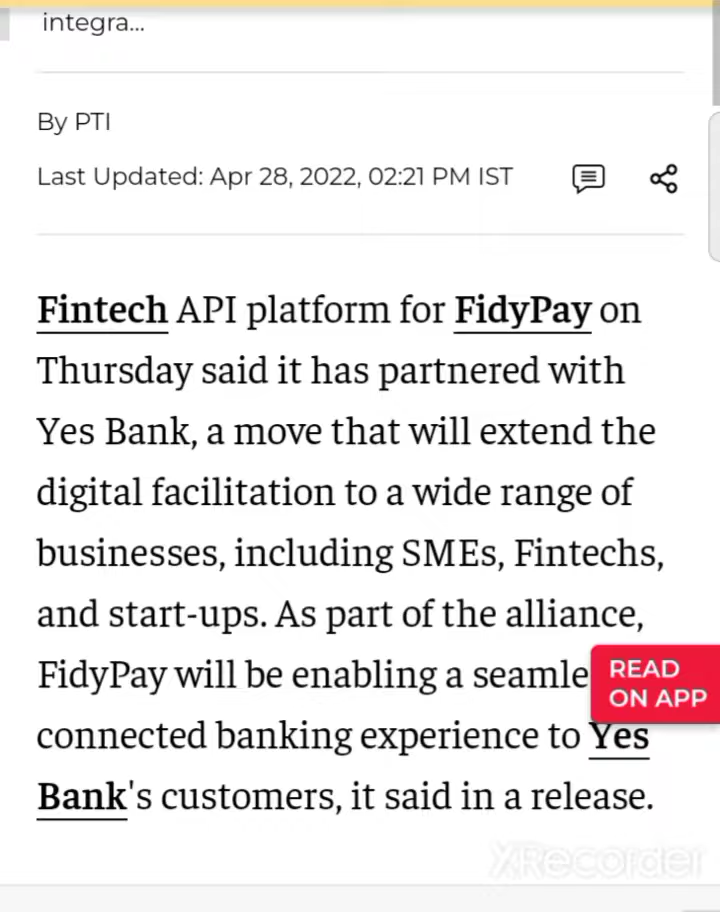 integra...
By PTI
Last Updated: Apr 28, 2022, 02:21 PM IST
Fintech API platform for FidyPay on
Thursday said it has partnered with
Yes Bank, a move that will extend the
digital facilitation to a wide range of
businesses, including SMEs, Fintechs,
and start-ups. As part of the alliance,
FidyPay will be enabling a seamle
READ
ON APP
connected banking experience to Yes
Bank's customers, it said in a release.
XRecorder